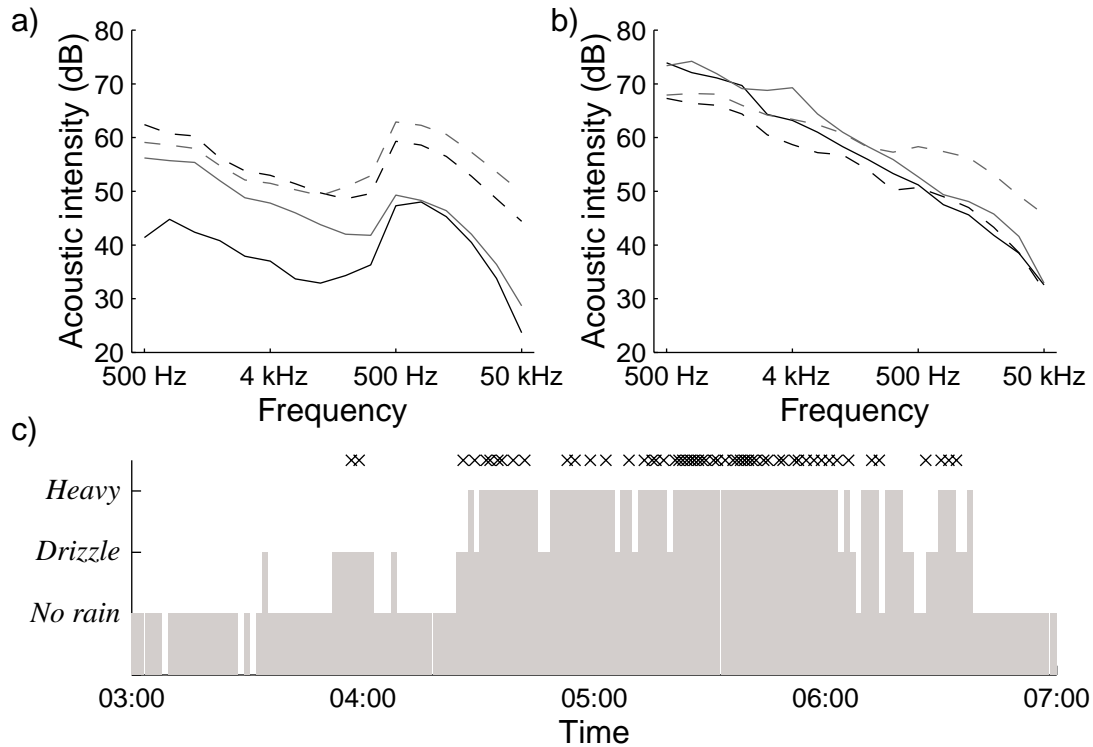 a)
80
70
60
50
40
30
20
Acoustic intensity (dB)
500 Hz 4 kHz 500 Hz 50 kHz
Frequency
b)
80
70
60
50
40
30
20
Acoustic intensity (dB)
500 Hz 4 kHz 500 Hz 50 kHz
Frequency
c)
Heavy
Drizzle
No rain
03:00 04:00 05:00 06:00 07:00
Time